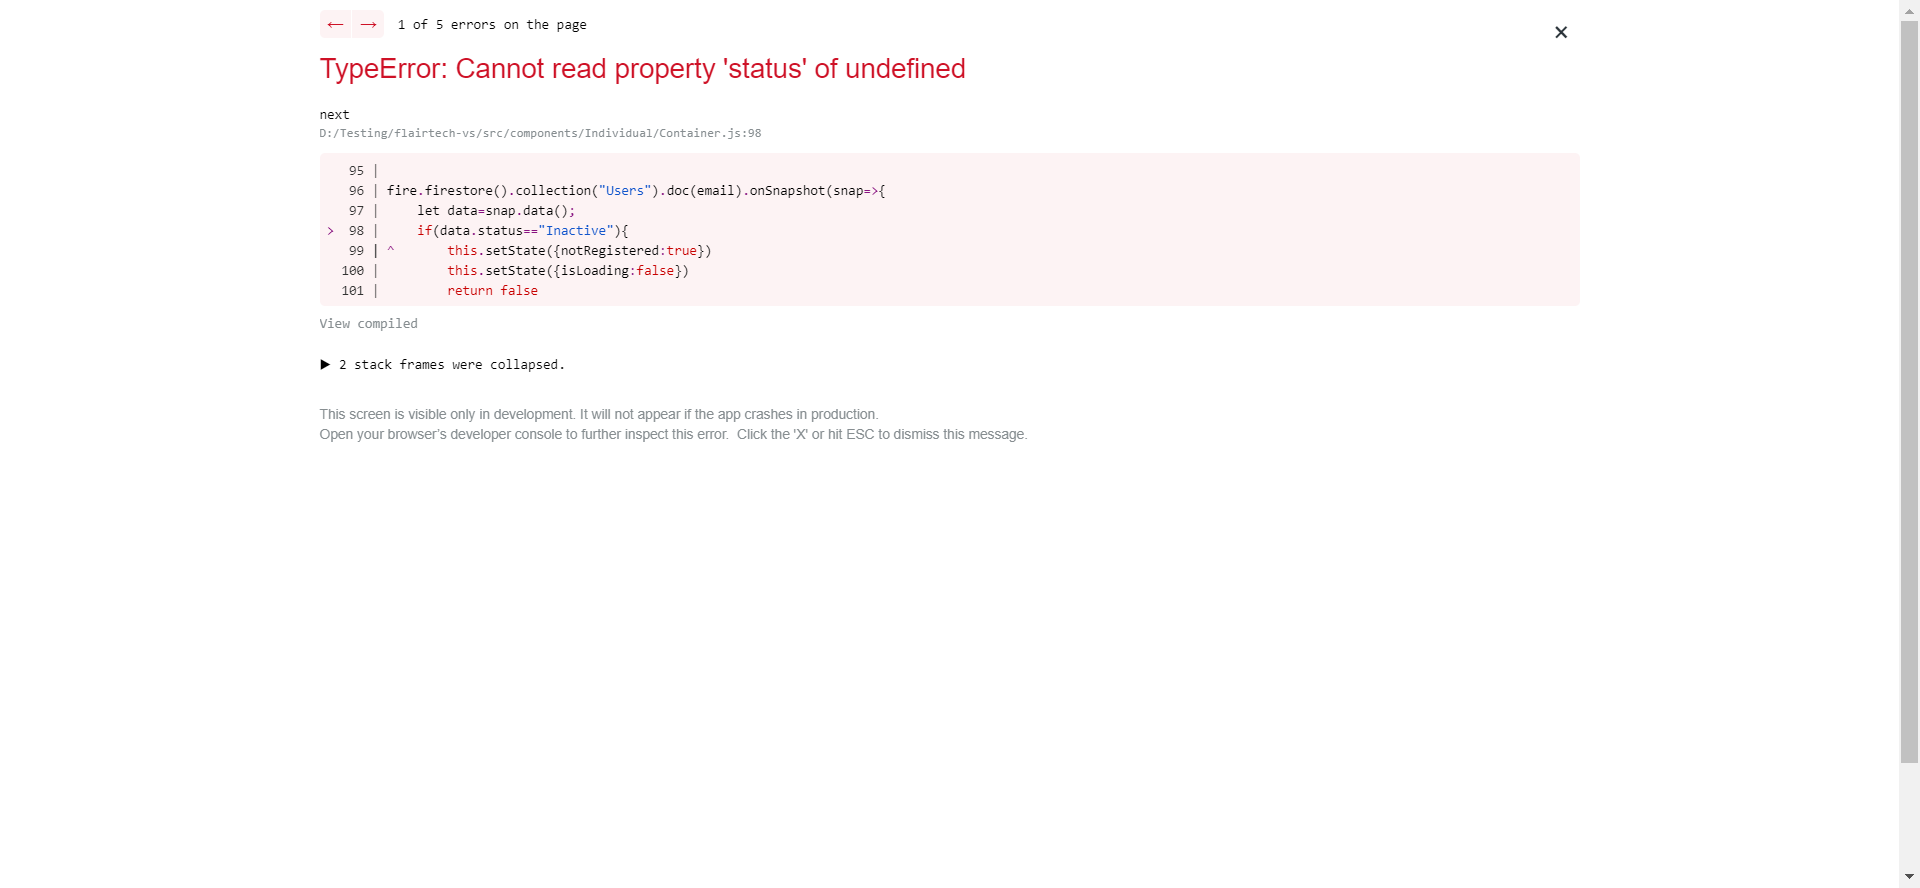 ← → 1 of 5 errors on the page
×
TypeError: Cannot read property 'status' of undefined
next
D:/Testing/flairtech-vs/src/components/Individual/Container.js:98
95 |
96 | fire.firestore().collection("Users").doc(email).onSnapshot(snap=>{
97 |     let data=snap.data();
> 98 |     if(data.status=="Inactive"){
99 | ^       this.setState({notRegistered:true})
100 |         this.setState({isLoading:false})
101 |         return false
View compiled
▶ 2 stack frames were collapsed.
This screen is visible only in development. It will not appear if the app crashes in production.
Open your browser’s developer console to further inspect this error.  Click the 'X' or hit ESC to dismiss this message.